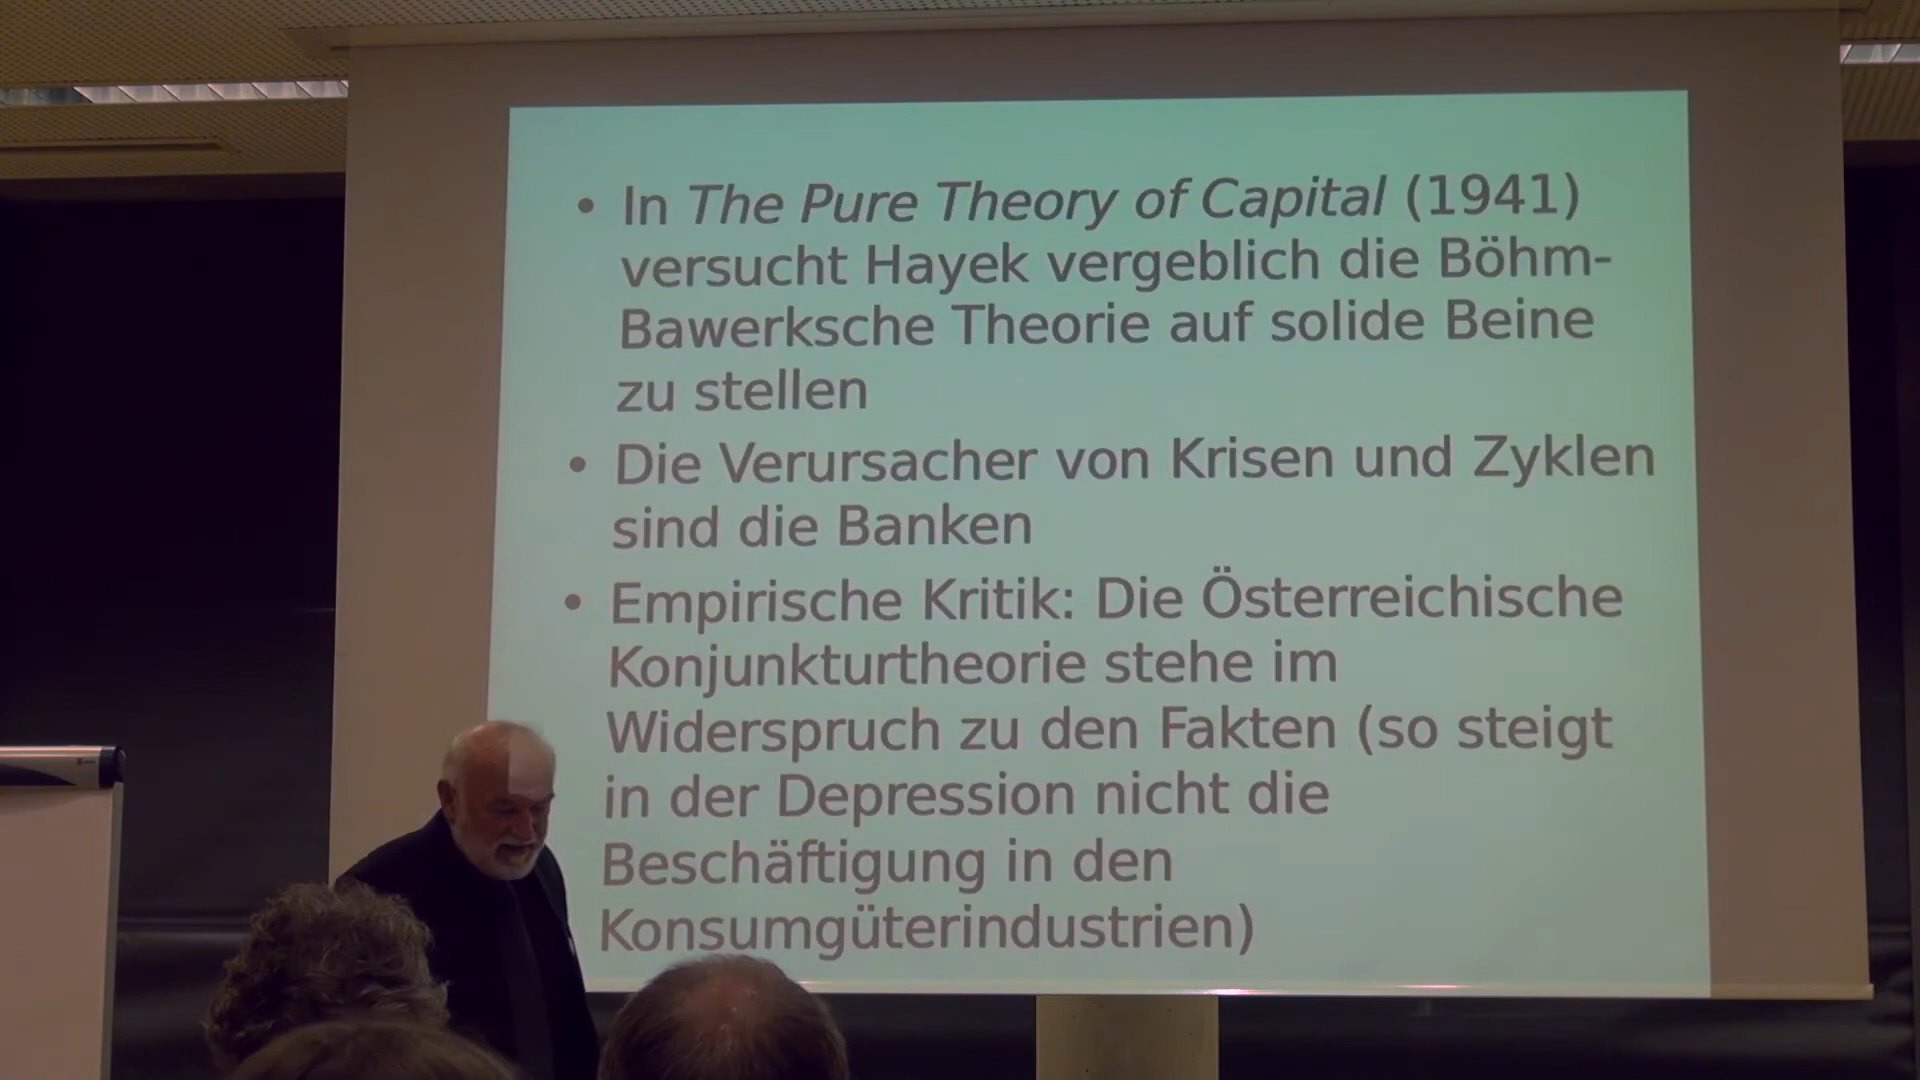 • In The Pure Theory of Capital (1941)
versucht Hayek vergeblich die Böhm-
Bawerksche Theorie auf solide Beine
zu stellen
• Die Verursacher von Krisen und Zyklen
sind die Banken
• Empirische Kritik: Die Österreichische
Konjunkturtheorie stehe im
Widerspruch zu den Fakten (so steigt
in der Depression nicht die
Beschäftigung in den
Konsumgüterindustrien)